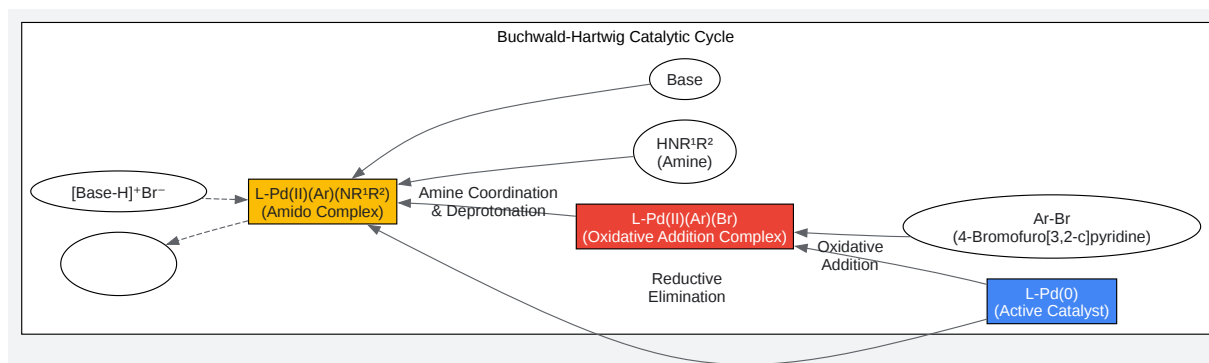 Buchwald-Hartwig Catalytic Cycle
Base
HNR¹R²
(Amine)
[Base-H]⁺Br⁻
L-Pd(II)(Ar)(NR¹R²)
(Amido Complex)
Amine Coordination
& Deprotonation
L-Pd(II)(Ar)(Br)
(Oxidative Addition Complex)
Ar-Br
(4-Bromofuro[3,2-c]pyridine)
Oxidative
Addition
Reductive
Elimination
L-Pd(0)
(Active Catalyst)